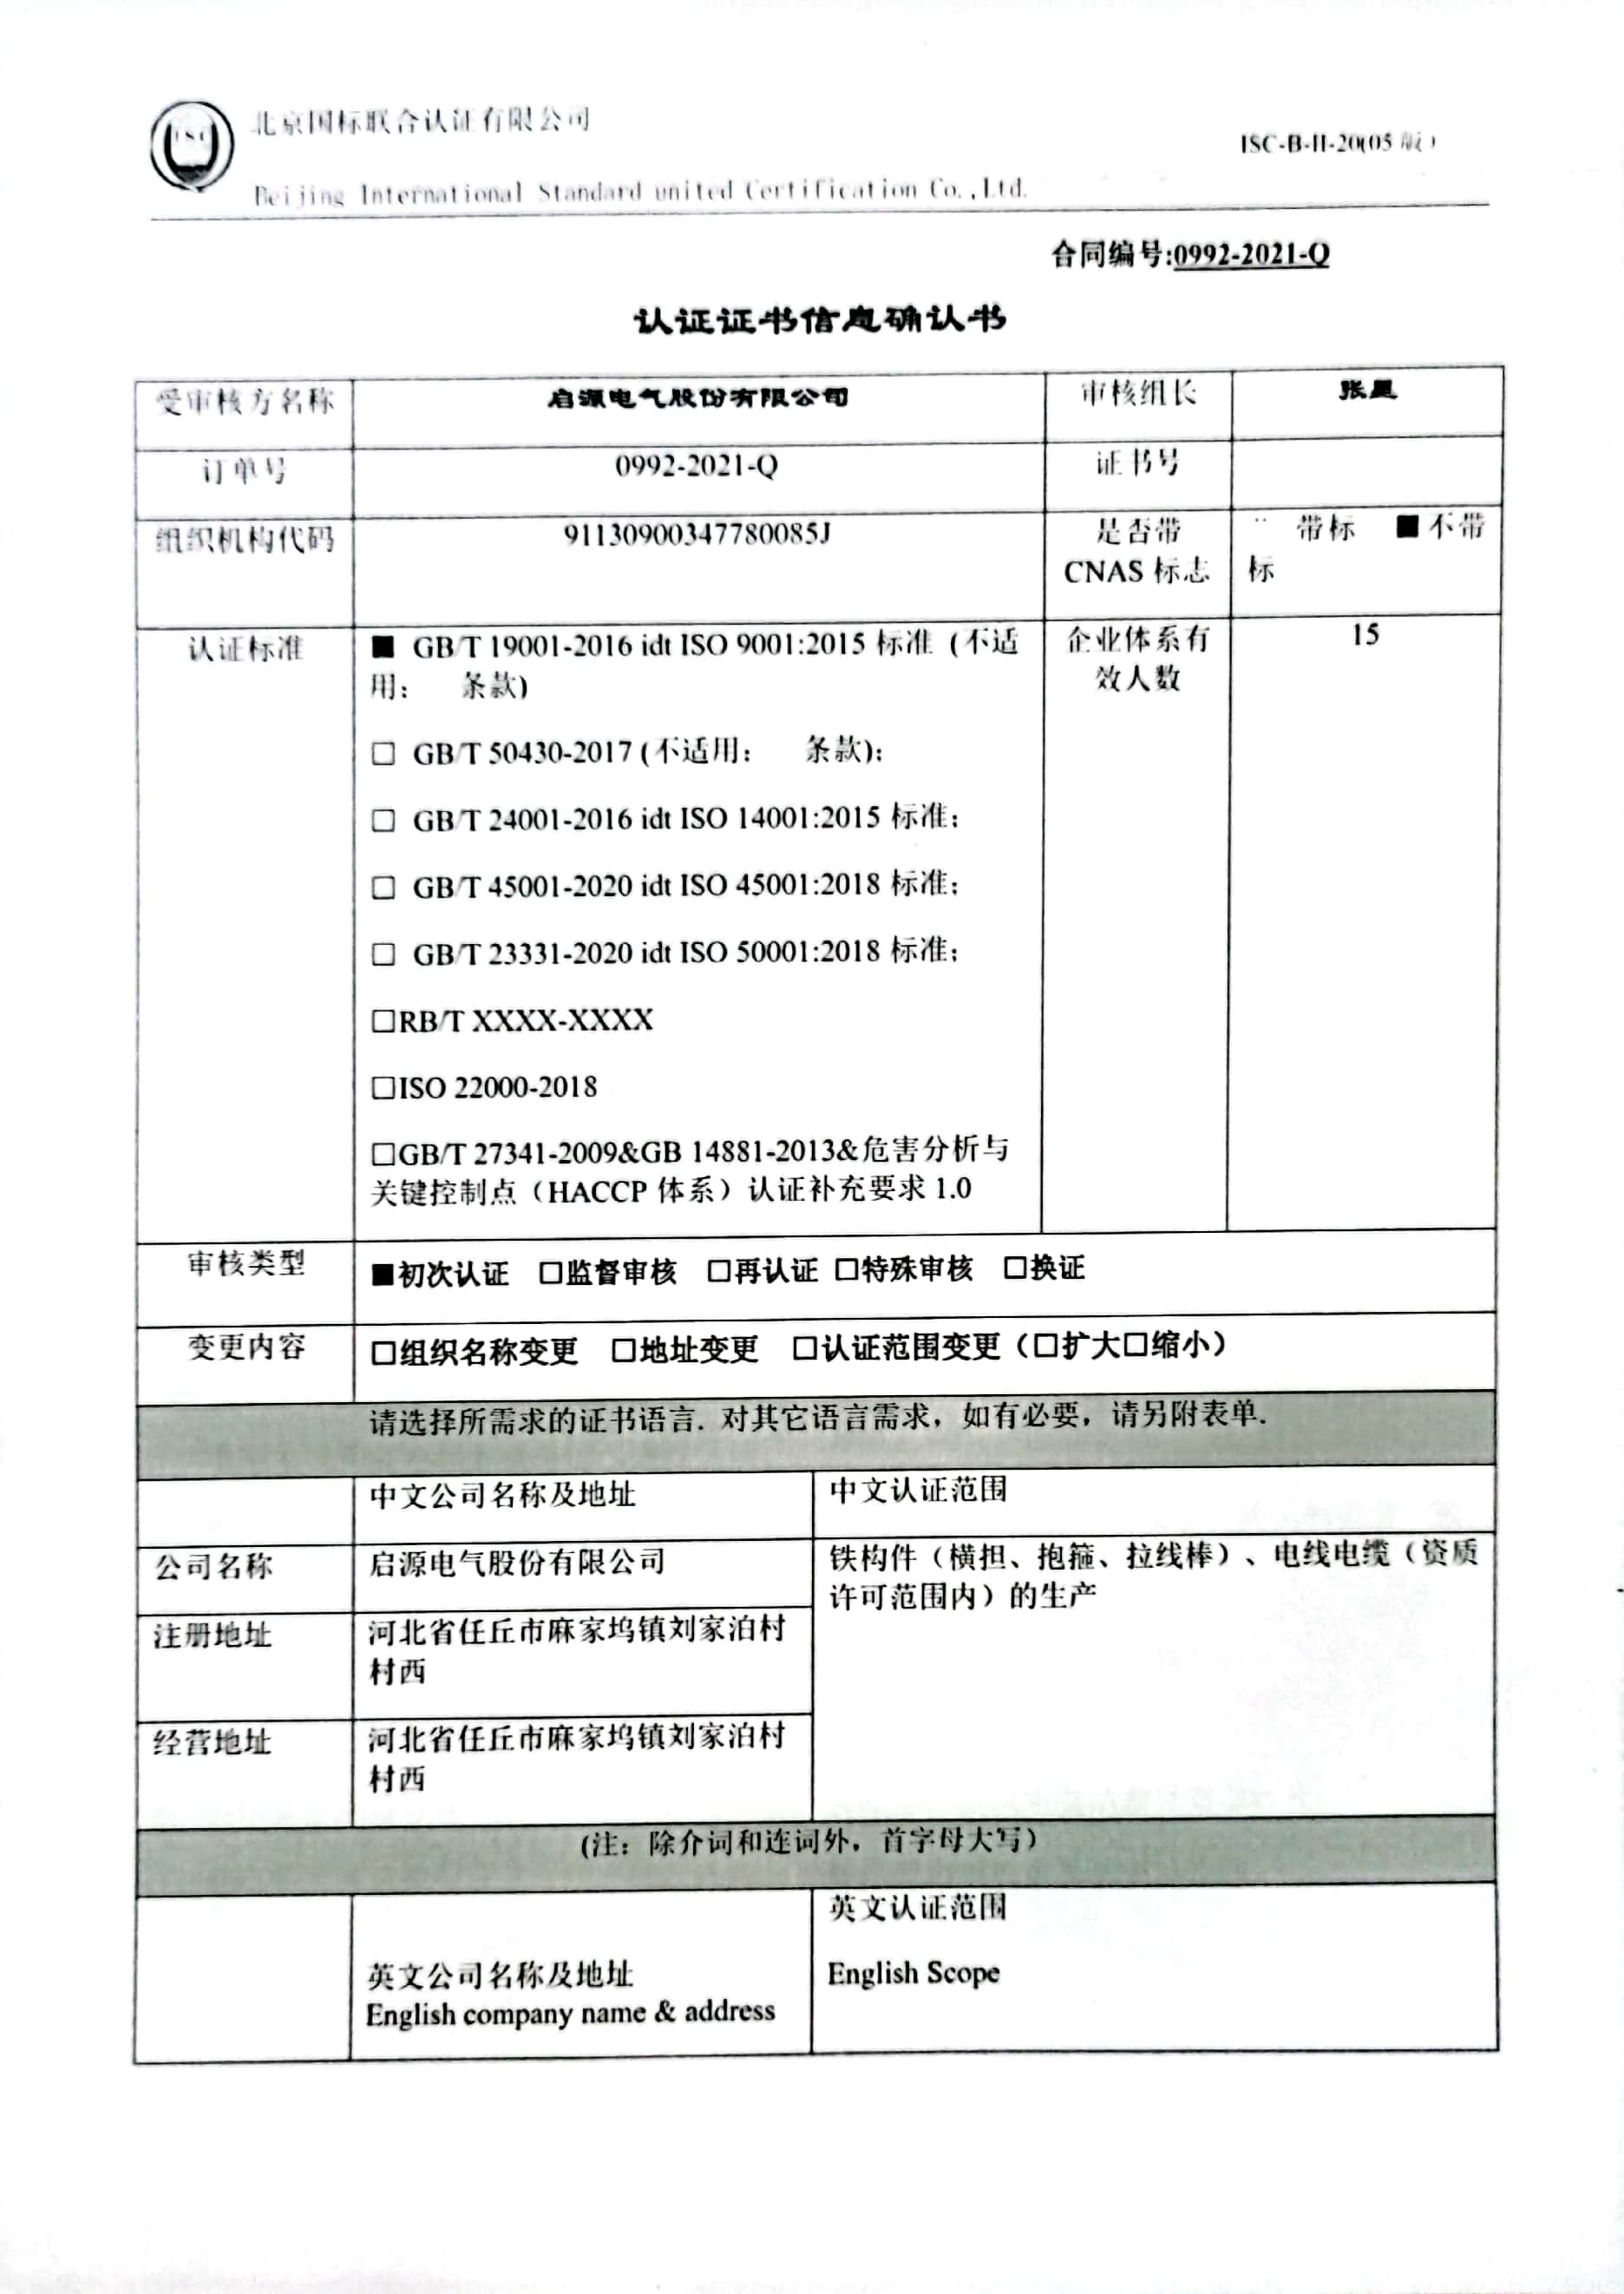 ISC
北京国标联合认证有限公司
ISC-B-II-20(05版)
Beijing International Standard united Certification Co.,Ltd.
合同编号:0992-2021-Q
认证证书信息确认书
受审核方名称 启源电气股份有限公司 审核组长 张星
订单号 0992-2021-Q 证书号
组织机构代码 91130900347780085J 是否带 CNAS 标志 带标 ■不带标
认证标准
■ GB/T 19001-2016 idt ISO 9001:2015 标准 (不适
用: 条款)
企业体系有
效人数
15
□ GB/T 50430-2017 (不适用: 条款);
□ GB/T 24001-2016 idt ISO 14001:2015 标准;
□ GB/T 45001-2020 idt ISO 45001:2018 标准;
□ GB/T 23331-2020 idt ISO 50001:2018 标准;
□RB/T XXXX-XXXX
□ISO 22000-2018
□GB/T 27341-2009&GB 14881-2013&危害分析与
关键控制点（HACCP 体系）认证补充要求 1.0
审核类型 ■初次认证 □监督审核 □再认证 □特殊审核 □换证
变更内容 □组织名称变更 □地址变更 □认证范围变更（□扩大□缩小）
请选择所需求的证书语言. 对其它语言需求，如有必要，请另附表单.
中文公司名称及地址 中文认证范围
公司名称 启源电气股份有限公司
铁构件（横担、抱箍、拉线棒）、电线电缆（资质
许可范围内）的生产
注册地址 河北省任丘市麻家坞镇刘家泊村
村西
经营地址 河北省任丘市麻家坞镇刘家泊村
村西
(注：除介词和连词外，首字母大写)
英文公司名称及地址
English company name & address
英文认证范围
English Scope